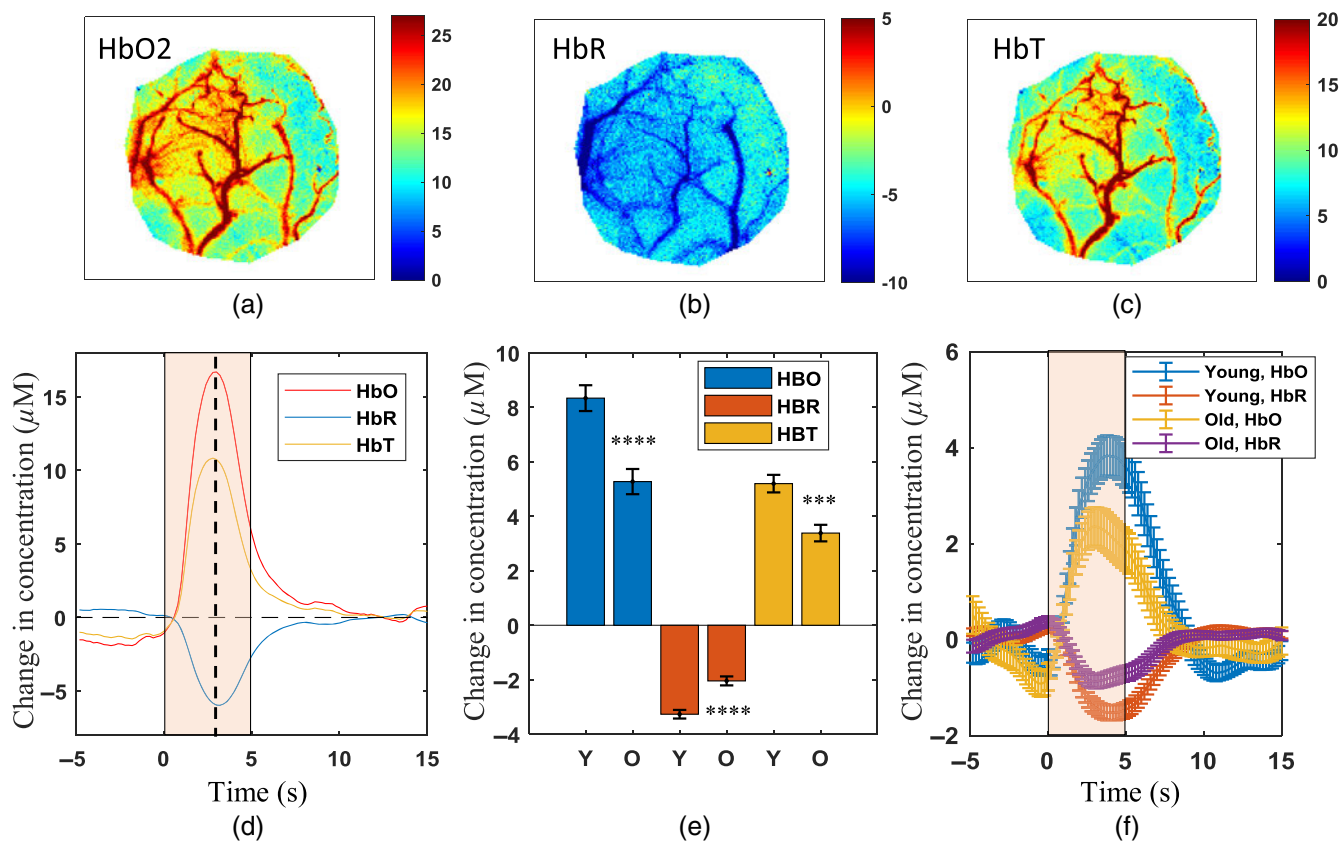 HbO2
25
20
15
10
5
0
(a)
HbR
5
0
-5
-10
(b)
HbT
20
15
10
5
0
(c)
Change in concentration (μM)
15
10
5
0
−5
HbO
HbR
HbT
−5 0 5 10 15
Time (s)
(d)
Change in concentration (μM)
10
8
6
4
2
0
−2
−4
HBO
HBR
HBT
****
****
***
Y O Y O Y O
(e)
Change in concentration (μM)
6
4
2
0
−2
Young, HbO
Young, HbR
Old, HbO
Old, HbR
−5 0 5 10 15
Time (s)
(f)